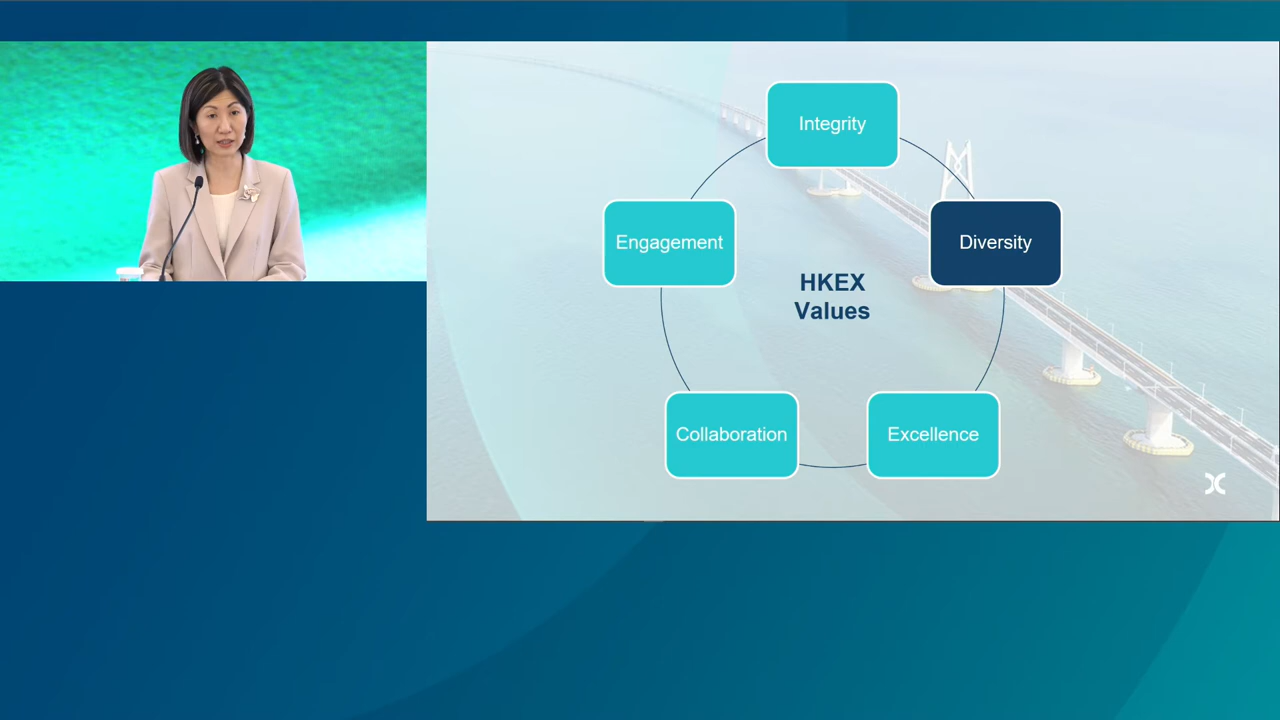 Integrity
Engagement
Diversity
HKEX
Values
Collaboration
Excellence